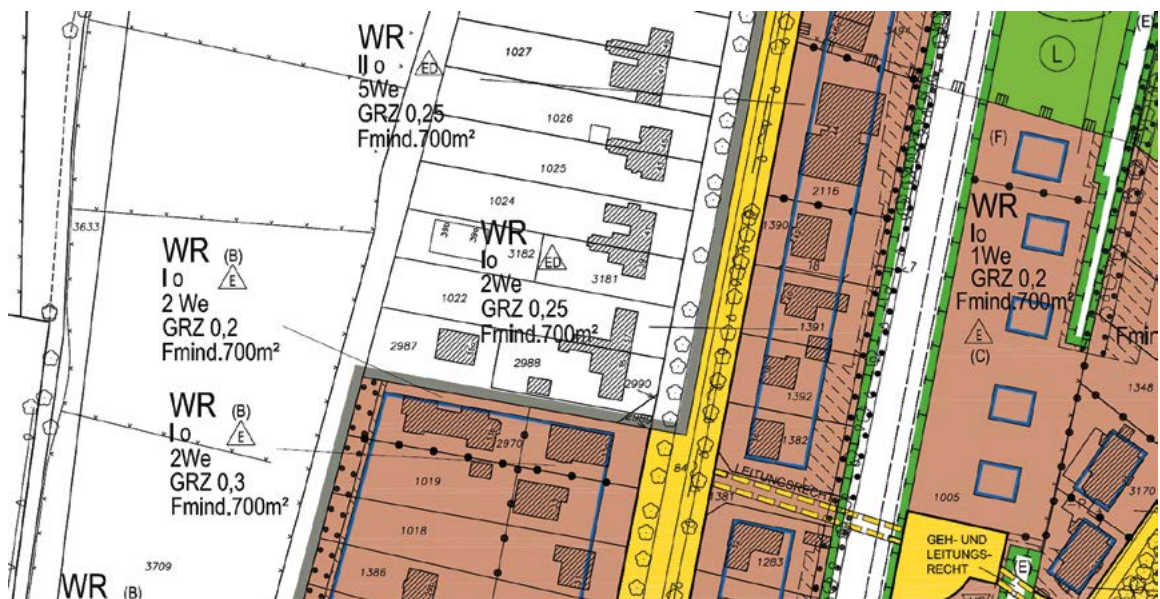 WR
II o
ED
5We
GRZ 0,25
Fmind.700m²
1027
1026
1025
1024
3182
3181
1022
2987
2988
2990
WR
I o
ED
2We
GRZ 0,25
Fmind.700m²
3633
WR (B)
I o
E
2 We
GRZ 0,2
Fmind.700m²
WR (B)
I o
E
2We
GRZ 0,3
Fmind.700m²
3709
WR (B)
2970
1019
1018
1386
84
2116
1390
18
1391
1392
1382
LEITUNGSRECHT
1381
1283
7
L
(E)
(F)
WR
I o
1We
GRZ 0,2
Fmind.700m²
E
(C)
1348
3170
1005
GEH- UND
LEITUNGS-
RECHT
(E)